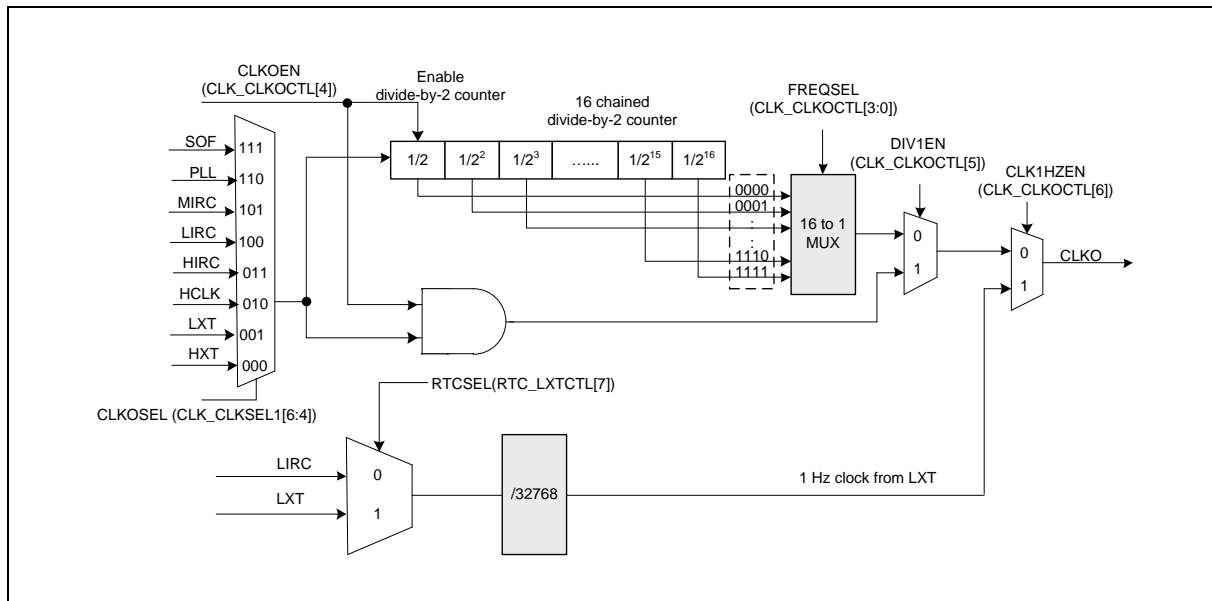 CLKOEN
(CLK_CLKOCTL[4])
Enable
divide-by-2 counter
16 chained
divide-by-2 counter
FREQSEL
(CLK_CLKOCTL[3:0])
DIV1EN
(CLK_CLKOCTL[5])
CLK1HZEN
(CLK_CLKOCTL[6])
SOF 111
PLL 110
MIRC 101
LIRC 100
HIRC 011
HCLK 010
LXT 001
HXT 000
CLKOSEL (CLK_CLKSEL1[6:4])
1/2 1/2² 1/2³ ...... 1/2¹⁵ 1/2¹⁶
0000
0001
:
:
1110
1111
16 to 1
MUX
0
1
0
1
CLKO
RTCSEL(RTC_LXTCTL[7])
LIRC 0
LXT 1
/32768
1 Hz clock from LXT